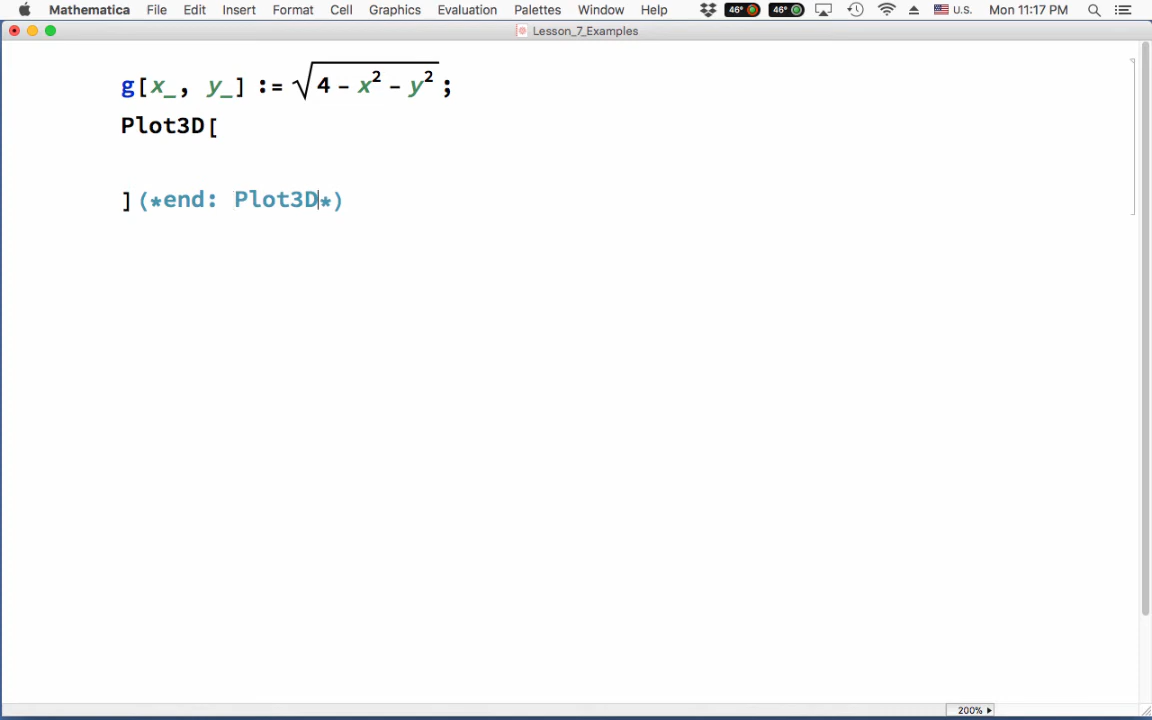 Mathematica File Edit Insert Format Cell Graphics Evaluation Palettes Window Help 46° 46° U.S. Mon 11:17 PM
Lesson_7_Examples
g[x_, y_] := √4 - x² - y² ;
Plot3D[
] (*end: Plot3D*)
200%